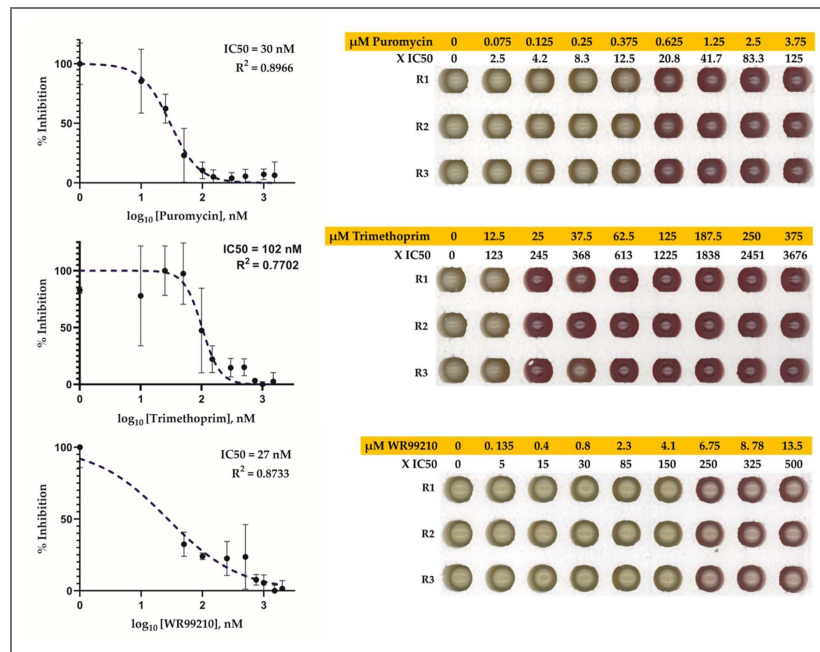 IC50 = 30 nM
R² = 0.8966
% Inhibition
100
50
0
0 1 2 3
log₁₀ [Puromycin], nM
µM Puromycin 0 0.075 0.125 0.25 0.375 0.625 1.25 2.5 3.75
X IC50 0 2.5 4.2 8.3 12.5 20.8 41.7 83.3 125
R1
R2
R3
IC50 = 102 nM
R² = 0.7702
% Inhibition
100
50
0
0 1 2 3
log₁₀ [Trimethoprim], nM
µM Trimethoprim 0 12.5 25 37.5 62.5 125 187.5 250 375
X IC50 0 123 245 368 613 1225 1838 2451 3676
R1
R2
R3
IC50 = 27 nM
R² = 0.8733
% Inhibition
100
50
0
0 1 2 3
log₁₀ [WR99210], nM
µM WR99210 0 0. 135 0.4 0.8 2.3 4.1 6.75 8. 78 13.5
X IC50 0 5 15 30 85 150 250 325 500
R1
R2
R3